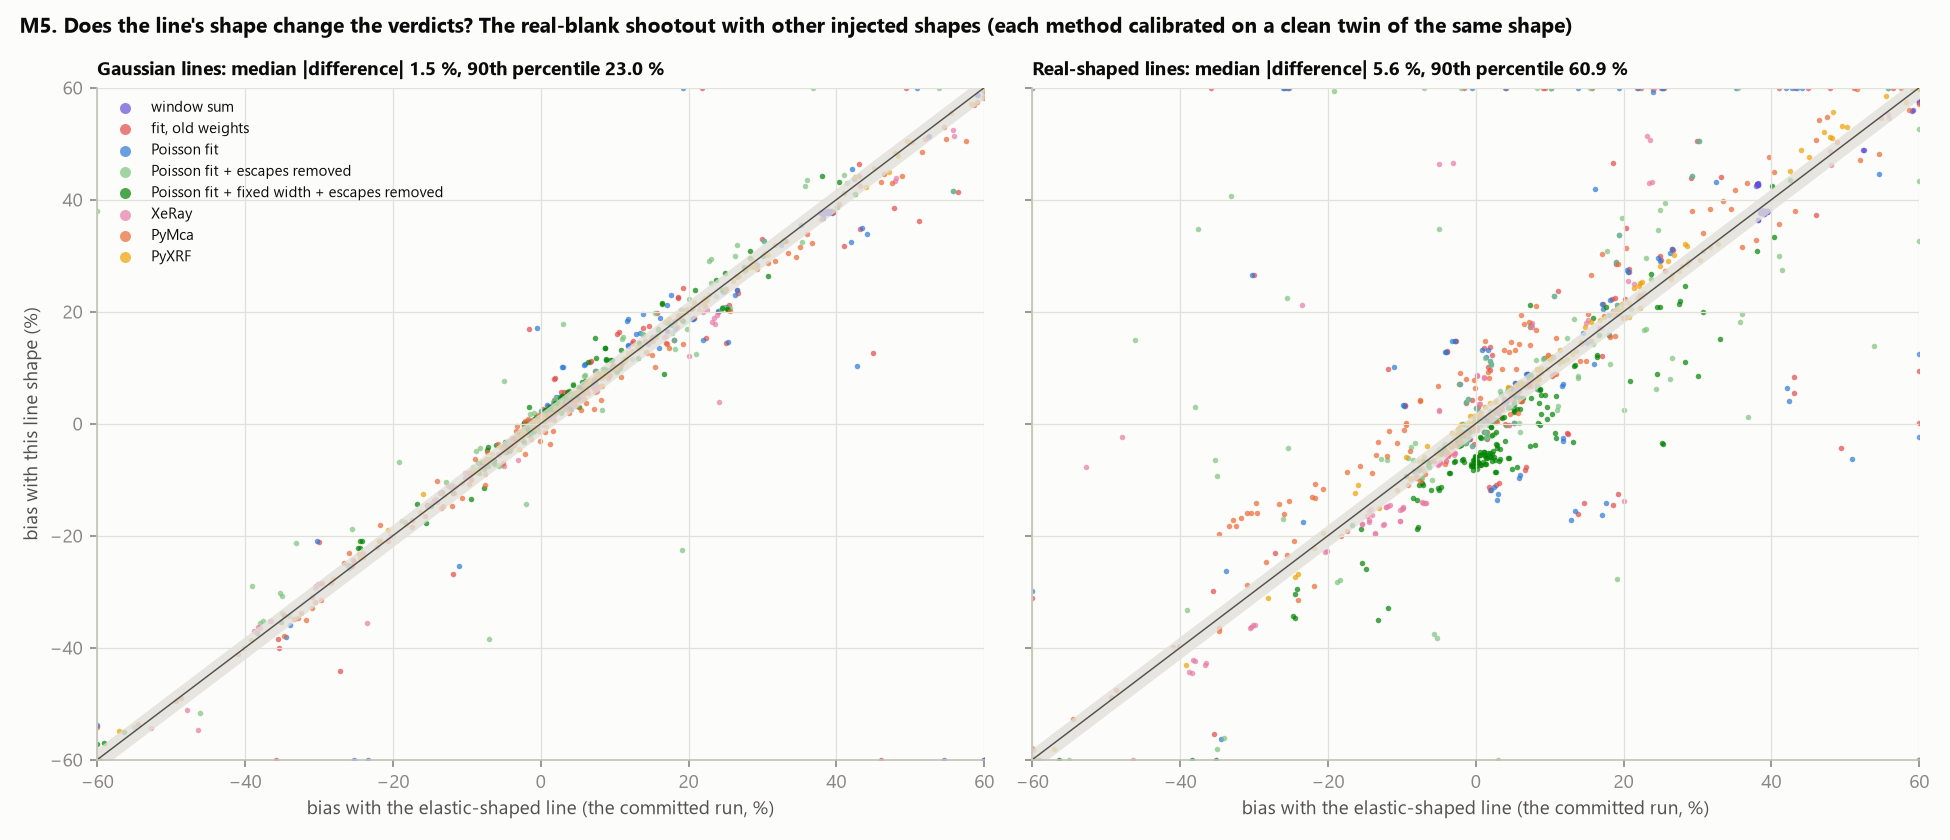 M5. Does the line's shape change the verdicts? The real-blank shootout with other injected shapes (each method calibrated on a clean twin of the same shape)
Gaussian lines: median |difference| 1.5 %, 90th percentile 23.0 %
Real-shaped lines: median |difference| 5.6 %, 90th percentile 60.9 %
window sum
fit, old weights
Poisson fit
Poisson fit + escapes removed
Poisson fit + fixed width + escapes removed
XeRay
PyMca
PyXRF
bias with this line shape (%)
60
40
20
0
−20
−40
−60
−60 −40 −20 0 20 40 60
−60 −40 −20 0 20 40 60
bias with the elastic-shaped line (the committed run, %)
bias with the elastic-shaped line (the committed run, %)